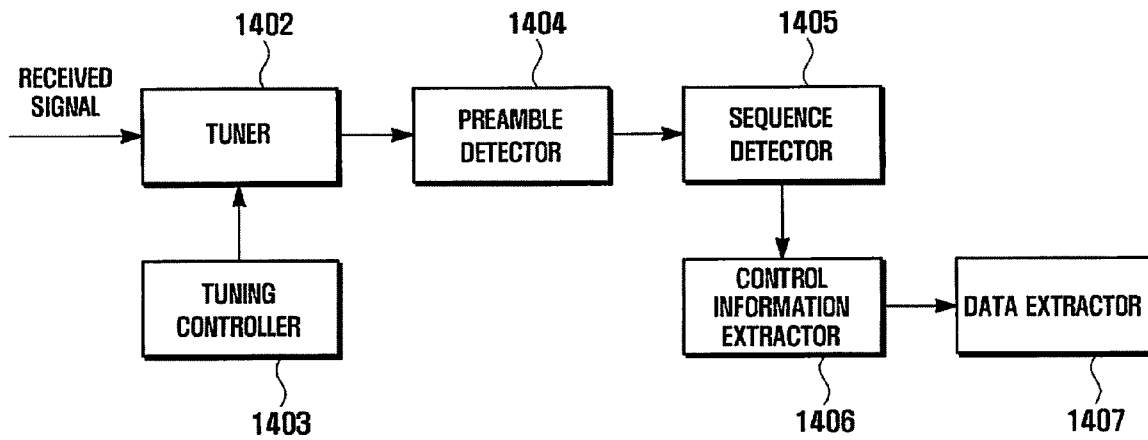 1402
1404
1405
RECEIVED
SIGNAL
TUNER
PREAMBLE
DETECTOR
SEQUENCE
DETECTOR
TUNING
CONTROLLER
CONTROL
INFORMATION
EXTRACTOR
DATA EXTRACTOR
1403
1406
1407